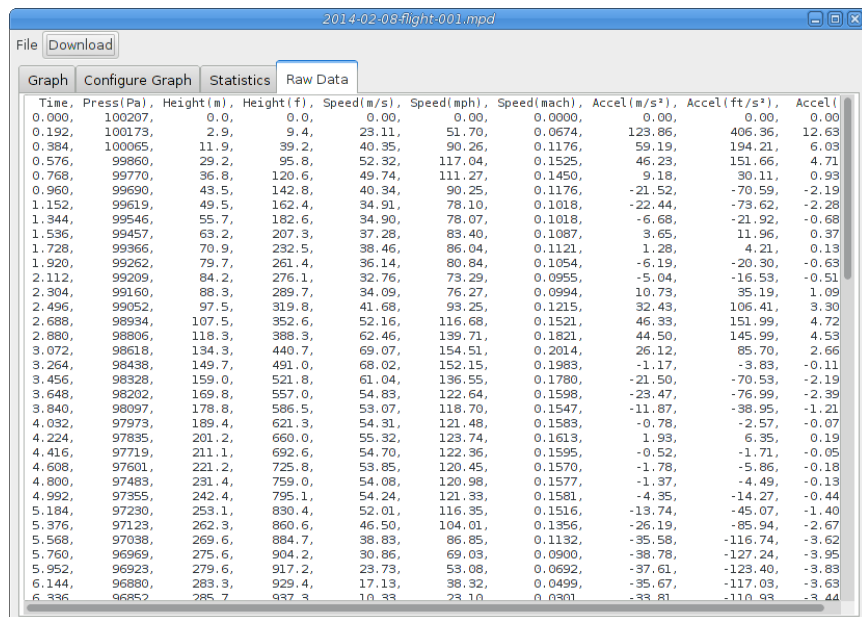 2014-02-08-flight-001.mpd
File Download
Graph Configure Graph Statistics Raw Data
Time, Press(Pa), Height(m), Height(f), Speed(m/s), Speed(mph), Speed(mach), Accel(m/s²), Accel(ft/s²), Accel(
0.000, 100207, 0.0, 0.0, 0.00, 0.00, 0.0000, 0.00, 0.00, 0.00
0.192, 100173, 2.9, 9.4, 23.11, 51.70, 0.0674, 123.86, 406.36, 12.63
0.384, 100065, 11.9, 39.2, 40.35, 90.26, 0.1176, 59.19, 194.21, 6.03
0.576, 99860, 29.2, 95.8, 52.32, 117.04, 0.1525, 46.23, 151.66, 4.71
0.768, 99770, 36.8, 120.6, 49.74, 111.27, 0.1450, 9.18, 30.11, 0.93
0.960, 99690, 43.5, 142.8, 40.34, 90.25, 0.1176, -21.52, -70.59, -2.19
1.152, 99619, 49.5, 162.4, 34.91, 78.10, 0.1018, -22.44, -73.62, -2.28
1.344, 99546, 55.7, 182.6, 34.90, 78.07, 0.1018, -6.68, -21.92, -0.68
1.536, 99457, 63.2, 207.3, 37.28, 83.40, 0.1087, 3.65, 11.96, 0.37
1.728, 99366, 70.9, 232.5, 38.46, 86.04, 0.1121, 1.28, 4.21, 0.13
1.920, 99262, 79.7, 261.4, 36.14, 80.84, 0.1054, -6.19, -20.30, -0.63
2.112, 99209, 84.2, 276.1, 32.76, 73.29, 0.0955, -5.04, -16.53, -0.51
2.304, 99160, 88.3, 289.7, 34.09, 76.27, 0.0994, 10.73, 35.19, 1.09
2.496, 99052, 97.5, 319.8, 41.68, 93.25, 0.1215, 32.43, 106.41, 3.30
2.688, 98934, 107.5, 352.6, 52.16, 116.68, 0.1521, 46.33, 151.99, 4.72
2.880, 98806, 118.3, 388.3, 62.46, 139.71, 0.1821, 44.50, 145.99, 4.53
3.072, 98618, 134.3, 440.7, 69.07, 154.51, 0.2014, 26.12, 85.70, 2.66
3.264, 98438, 149.7, 491.0, 68.02, 152.15, 0.1983, -1.17, -3.83, -0.11
3.456, 98328, 159.0, 521.8, 61.04, 136.55, 0.1780, -21.50, -70.53, -2.19
3.648, 98202, 169.8, 557.0, 54.83, 122.64, 0.1598, -23.47, -76.99, -2.39
3.840, 98097, 178.8, 586.5, 53.07, 118.70, 0.1547, -11.87, -38.95, -1.21
4.032, 97973, 189.4, 621.3, 54.31, 121.48, 0.1583, -0.78, -2.57, -0.07
4.224, 97835, 201.2, 660.0, 55.32, 123.74, 0.1613, 1.93, 6.35, 0.19
4.416, 97719, 211.1, 692.6, 54.70, 122.36, 0.1595, -0.52, -1.71, -0.05
4.608, 97601, 221.2, 725.8, 53.85, 120.45, 0.1570, -1.78, -5.86, -0.18
4.800, 97483, 231.4, 759.0, 54.08, 120.98, 0.1577, -1.37, -4.49, -0.13
4.992, 97355, 242.4, 795.1, 54.24, 121.33, 0.1581, -4.35, -14.27, -0.44
5.184, 97230, 253.1, 830.4, 52.01, 116.35, 0.1516, -13.74, -45.07, -1.40
5.376, 97123, 262.3, 860.6, 46.50, 104.01, 0.1356, -26.19, -85.94, -2.67
5.568, 97038, 269.6, 884.7, 38.83, 86.85, 0.1132, -35.58, -116.74, -3.62
5.760, 96969, 275.6, 904.2, 30.86, 69.03, 0.0900, -38.78, -127.24, -3.95
5.952, 96923, 279.6, 917.2, 23.73, 53.08, 0.0692, -37.61, -123.40, -3.83
6.144, 96880, 283.3, 929.4, 17.13, 38.32, 0.0499, -35.67, -117.03, -3.63
6.336, 96852, 285.7, 937.3, 10.33, 23.10, 0.0301, -33.81, -110.93, -3.44